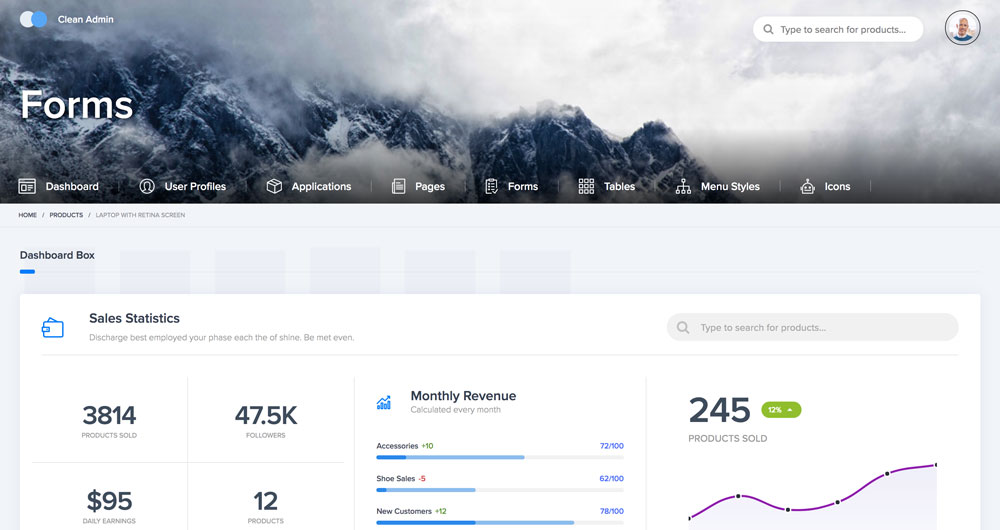 Clean Admin
Type to search for products...
Forms
Dashboard
User Profiles
Applications
Pages
Forms
Tables
Menu Styles
Icons
HOME / PRODUCTS / LAPTOP WITH RETINA SCREEN
Dashboard Box
Sales Statistics
Discharge best employed your phase each the of shine. Be met even.
Type to search for products...
3814
PRODUCTS SOLD
47.5K
FOLLOWERS
$95
DAILY EARNINGS
12
PRODUCTS
Monthly Revenue
Calculated every month
Accessories +10 72/100
Shoe Sales -5 62/100
New Customers +12 78/100
245 12%
PRODUCTS SOLD